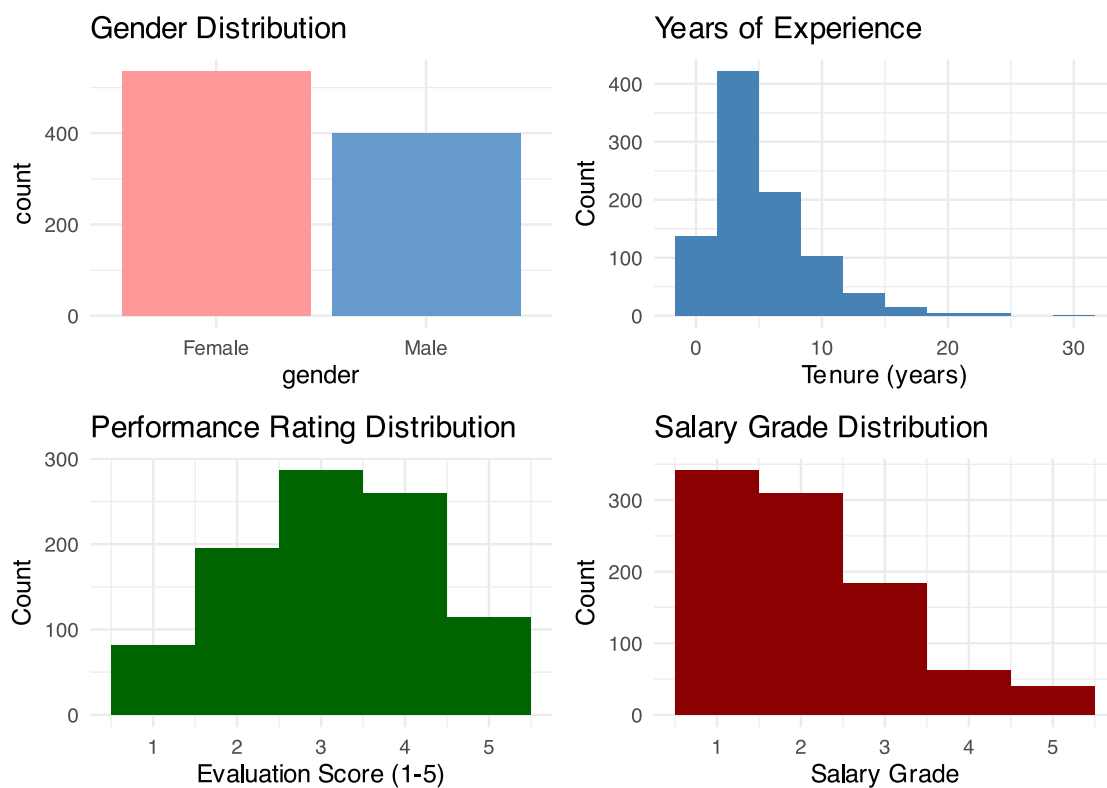 Gender Distribution
count
400
200
0
Female Male
gender
Years of Experience
Count
400
300
200
100
0
0 10 20 30
Tenure (years)
Performance Rating Distribution
Count
300
200
100
0
1 2 3 4 5
Evaluation Score (1-5)
Salary Grade Distribution
Count
300
200
100
0
1 2 3 4 5
Salary Grade